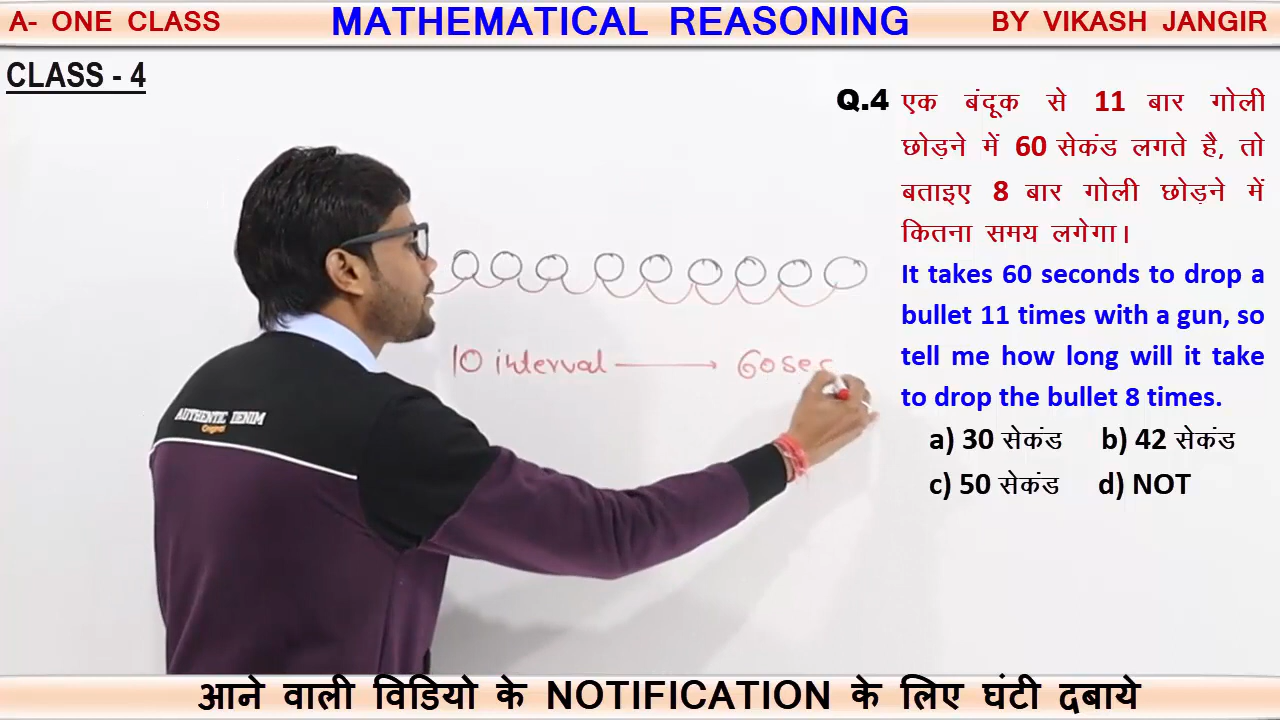 A- ONE CLASS
MATHEMATICAL REASONING
BY VIKASH JANGIR
CLASS - 4
Q.4 एक बंदूक से 11 बार गोली
छोड़ने में 60 सेकंड लगते है, तो
बताइए 8 बार गोली छोड़ने में
कितना समय लगेगा।
It takes 60 seconds to drop a
bullet 11 times with a gun, so
tell me how long will it take
to drop the bullet 8 times.
a) 30 सेकंड b) 42 सेकंड
c) 50 सेकंड d) NOT
10 interval 60sec
AUTHENTIC DENIM
Original
आने वाली विडियो के NOTIFICATION के लिए घंटी दबाये